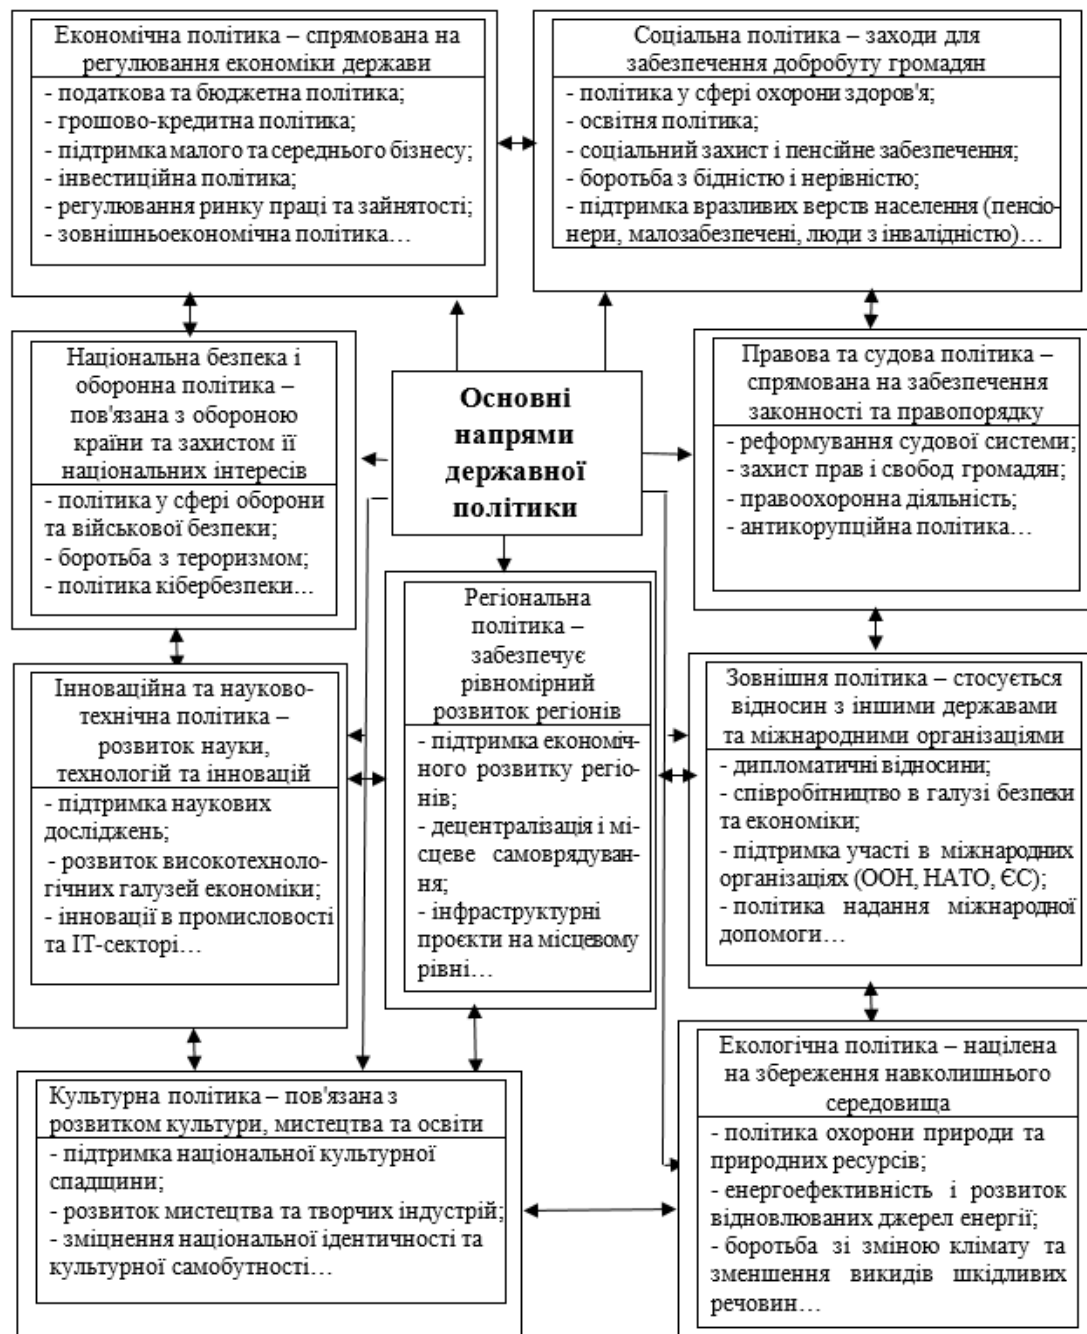 Економічна політика – спрямована на
регулювання економіки держави
- податкова та бюджетна політика;
- грошово-кредитна політика;
- підтримка малого та середнього бізнесу;
- інвестиційна політика;
- регулювання ринку праці та зайнятості;
- зовнішньоекономічна політика…
Соціальна політика – заходи для
забезпечення добробуту громадян
- політика у сфері охорони здоров'я;
- освітня політика;
- соціальний захист і пенсійне забезпечення;
- боротьба з бідністю і нерівністю;
- підтримка вразливих верств населення (пенсіо-
нери, малозабезпечені, люди з інвалідністю)…
Національна безпека і
оборонна політика –
пов'язана з обороною
країни та захистом її
національних інтересів
- політика у сфері оборони
та військової безпеки;
- боротьба з тероризмом;
- політика кібербезпеки…
Основні
напрями
державної
політики
Правова та судова політика –
спрямована на забезпечення
законності та правопорядку
- реформування судової системи;
- захист прав і свобод громадян;
- правоохоронна діяльність;
- антикорупційна політика…
Регіональна
політика –
забезпечує
рівномірний
розвиток регіонів
- підтримка економіч-
ного розвитку регіо-
нів;
- децентралізація і мі-
сцеве самоврядуван-
ня;
- інфраструктурні
проєкти на місцевому
рівні…
Інноваційна та науково-
технічна політика –
розвиток науки,
технологій та інновацій
- підтримка наукових
досліджень;
- розвиток високотехноло-
гічних галузей економіки;
- інновації в промисловості
та ІТ-секторі…
Зовнішня політика – стосується
відносин з іншими державами
та міжнародними організаціями
- дипломатичні відносини;
- співробітництво в галузі безпеки
та економіки;
- підтримка участі в міжнародних
організаціях (ООН, НАТО, ЄС);
- політика надання міжнародної
допомоги…
Культурна політика – пов'язана з
розвитком культури, мистецтва та освіти
- підтримка національної культурної
спадщини;
- розвиток мистецтва та творчих індустрій;
- зміцнення національної ідентичності та
культурної самобутності…
Екологічна політика – націлена
на збереження навколишнього
середовища
- політика охорони природи та
природних ресурсів;
- енергоефективність і розвиток
відновлюваних джерел енергії;
- боротьба зі зміною клімату та
зменшення викидів шкідливих
речовин…